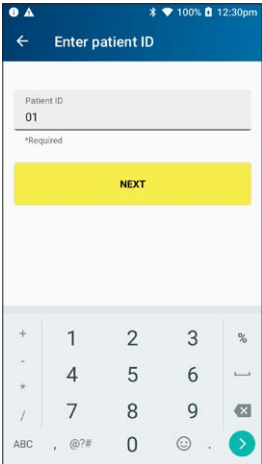 100% 12:30pm
Enter patient ID
Patient ID
01
*Required
NEXT
+ 1 2 3 %
-
4 5 6
*
/ 7 8 9
ABC , @?# 0 .